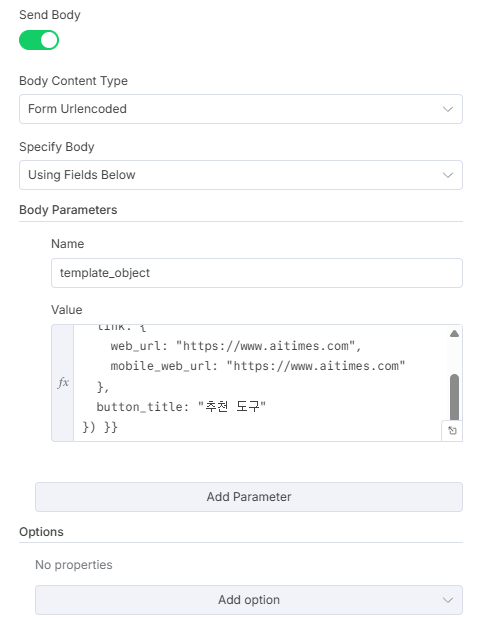 Send Body
Body Content Type
Form Urlencoded
Specify Body
Using Fields Below
Body Parameters
Name
template_object
Value
link: {
web_url: "https://www.aitimes.com",
mobile_web_url: "https://www.aitimes.com"
},
button_title: "추천 도구"
}) }}
fx
Add Parameter
Options
No properties
Add option